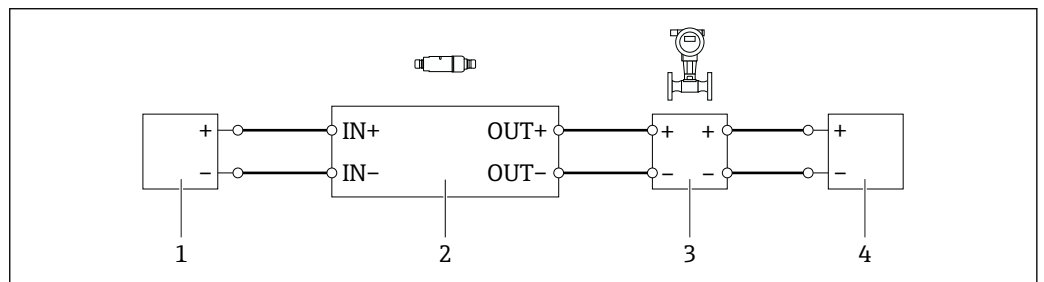 + IN+ OUT+ + + +
− IN− OUT− − − −
1 2 3 4